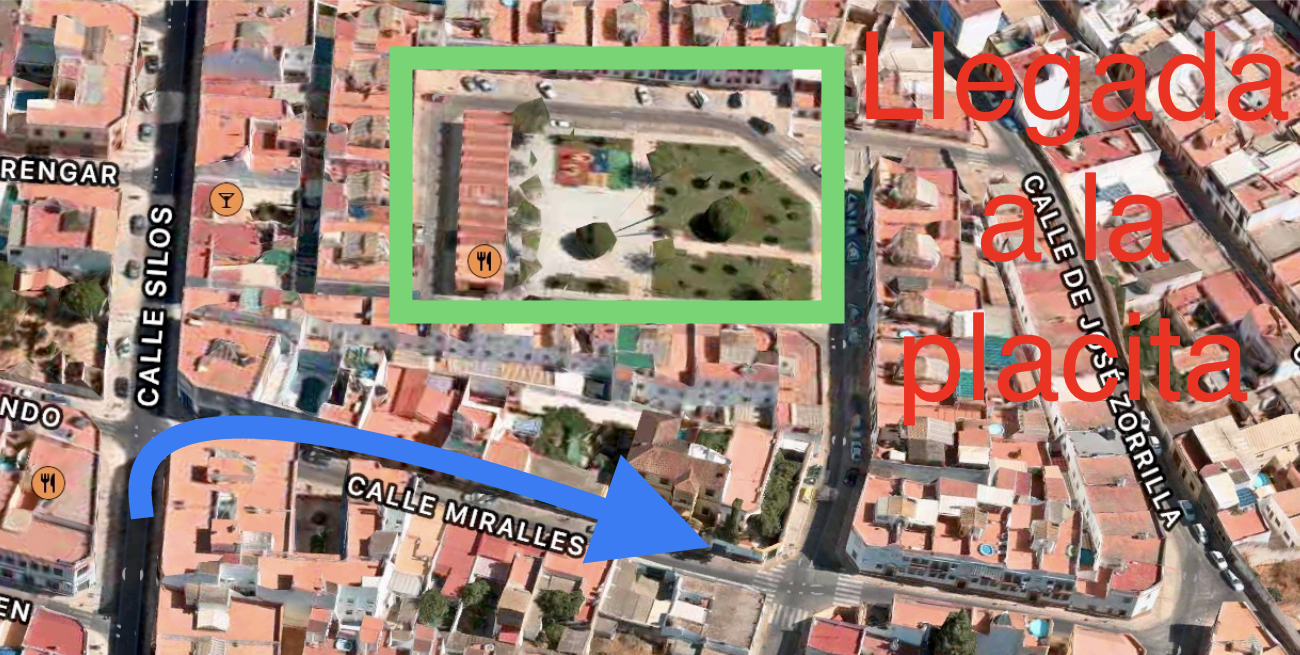 Llegada
a la
placita
RENGAR
CALLE SILOS
CALLE DE JOSÉ ZORRILLA
NDO
CALLE MIRALLES
EN